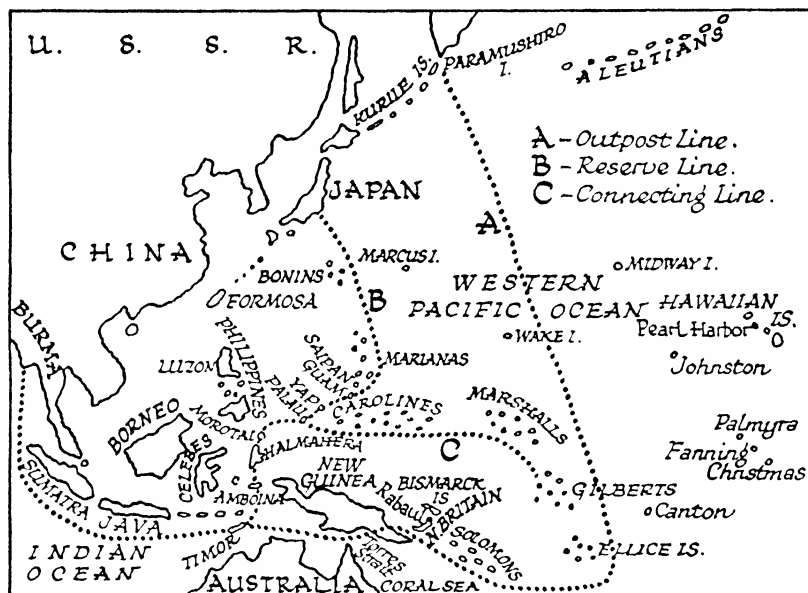 U. S. S. R.
PARAMUSHIRO
I.
ALEUTIANS
KURILE IS.
A - Outpost Line.
B - Reserve Line.
C - Connecting Line.
JAPAN
A
CHINA
MARCUS I.
BONINS
WESTERN
PACIFIC OCEAN
MIDWAY I.
FORMOSA
B
HAWAIIAN
IS.
Pearl Harbor
BURMA
WAKE I.
LUZON
PHILIPPINES
SAIPAN
GUAM
MARIANAS
Johnston
YAP
PALAU
CAROLINES
MARSHALLS
BORNEO
MOROTAI
HALMAHERA
C
Palmyra
Fanning
Christmas
SUMATRA
CELEBES
NEW
GUINEA
BISMARCK
IS
Rabaul
N. BRITAIN
GILBERTS
AMBOINA
JAVA
Canton
SOLOMONS
INDIAN
OCEAN
TIMOR
Torres
Strait
ELLICE IS.
AUSTRALIA
CORAL SEA